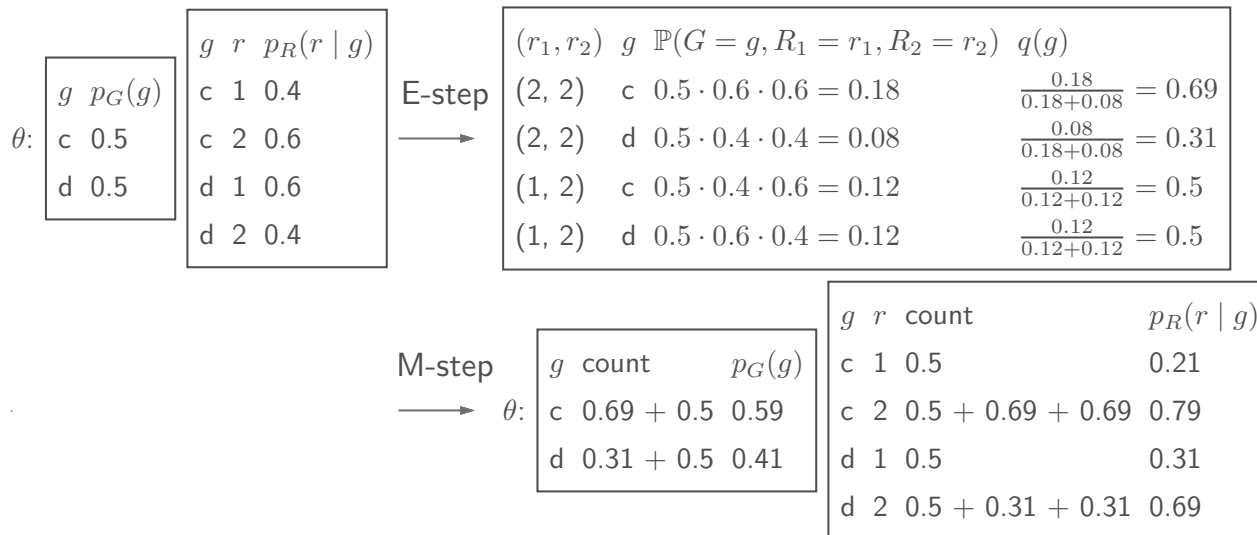 θ:
g p_G(g)
c 0.5
d 0.5
g r p_R(r | g)
c 1 0.4
c 2 0.6
d 1 0.6
d 2 0.4
E-step
(r_1, r_2) g ℙ(G = g, R_1 = r_1, R_2 = r_2) q(g)
(2, 2) c 0.5 · 0.6 · 0.6 = 0.18 0.18/(0.18+0.08) = 0.69
(2, 2) d 0.5 · 0.4 · 0.4 = 0.08 0.08/(0.18+0.08) = 0.31
(1, 2) c 0.5 · 0.4 · 0.6 = 0.12 0.12/(0.12+0.12) = 0.5
(1, 2) d 0.5 · 0.6 · 0.4 = 0.12 0.12/(0.12+0.12) = 0.5
M-step
θ:
g count p_G(g)
c 0.69 + 0.5 0.59
d 0.31 + 0.5 0.41
g r count p_R(r | g)
c 1 0.5 0.21
c 2 0.5 + 0.69 + 0.69 0.79
d 1 0.5 0.31
d 2 0.5 + 0.31 + 0.31 0.69